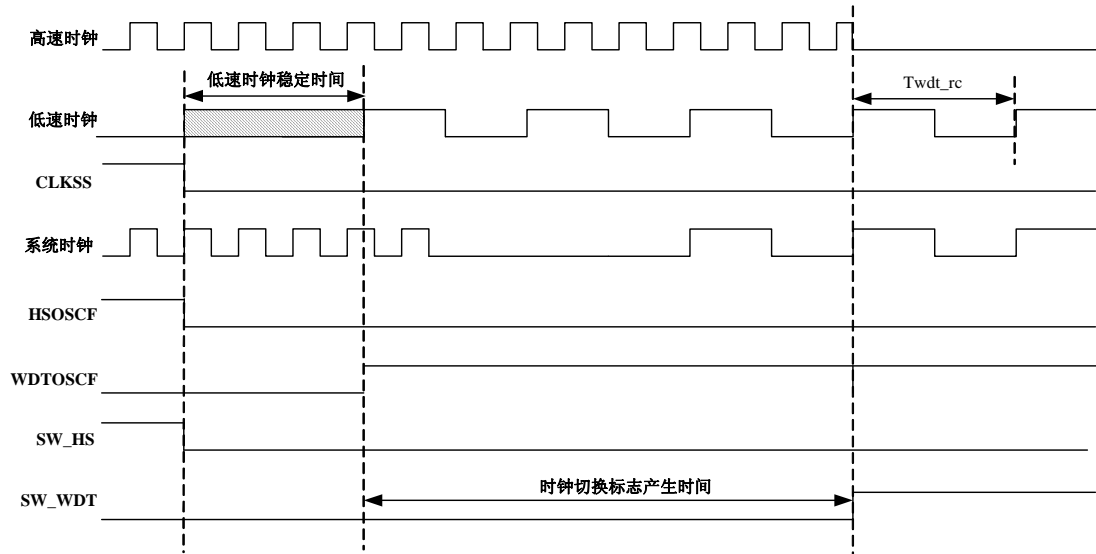 高速时钟
低速时钟稳定时间
Twdt_rc
低速时钟
CLKSS
系统时钟
HSOSCF
WDTOSCF
SW_HS
时钟切换标志产生时间
SW_WDT